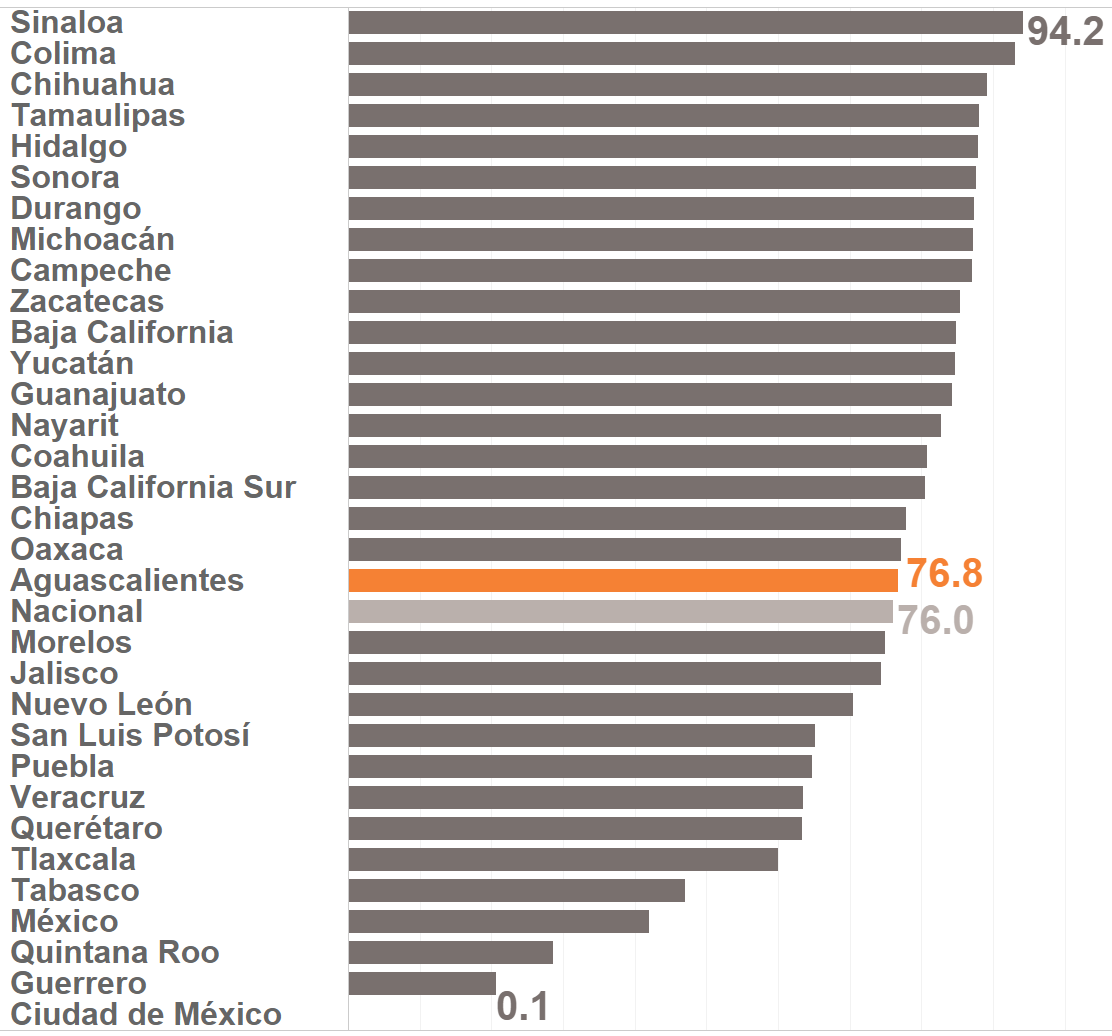 Sinaloa 94.2
Colima
Chihuahua
Tamaulipas
Hidalgo
Sonora
Durango
Michoacán
Campeche
Zacatecas
Baja California
Yucatán
Guanajuato
Nayarit
Coahuila
Baja California Sur
Chiapas
Oaxaca
Aguascalientes 76.8
Nacional 76.0
Morelos
Jalisco
Nuevo León
San Luis Potosí
Puebla
Veracruz
Querétaro
Tlaxcala
Tabasco
México
Quintana Roo
Guerrero
Ciudad de México 0.1